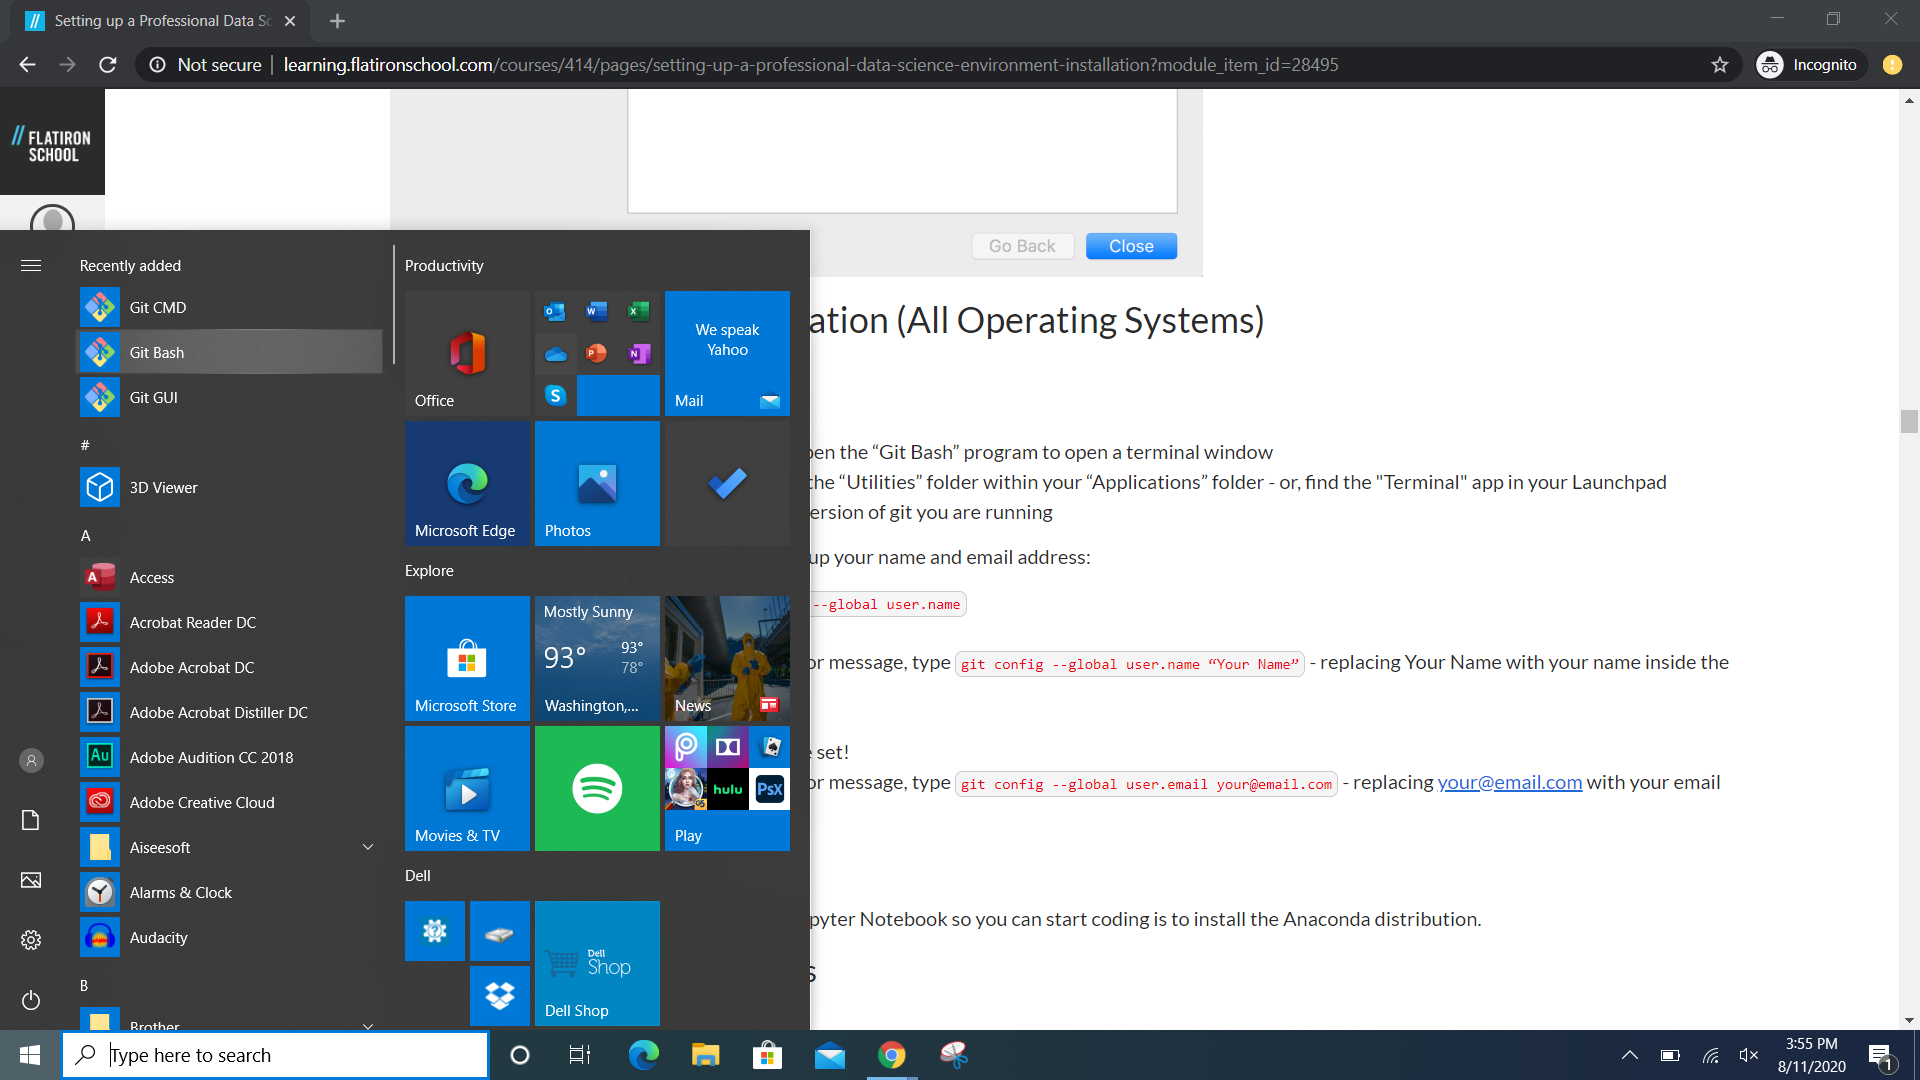 Setting up a Professional Data Sc
Not secure
learning.flatironschool.com/courses/414/pages/setting-up-a-professional-data-science-environment-installation?module_item_id=28495
Incognito
// FLATIRON
SCHOOL
Go Back
Close
ation (All Operating Systems)
pen the “Git Bash” program to open a terminal window
the “Utilities” folder within your “Applications” folder - or, find the "Terminal" app in your Launchpad
ersion of git you are running
up your name and email address:
--global user.name
or message, type git config --global user.name “Your Name” - replacing Your Name with your name inside the
e set!
or message, type git config --global user.email your@email.com - replacing your@email.com with your email
pyter Notebook so you can start coding is to install the Anaconda distribution.
s
Recently added
Git CMD
Git Bash
Git GUI
#
3D Viewer
A
Access
Acrobat Reader DC
Adobe Acrobat DC
Adobe Acrobat Distiller DC
Au
Adobe Audition CC 2018
Adobe Creative Cloud
Aiseesoft
Alarms & Clock
Audacity
B
Brother
Productivity
Office
We speak
Yahoo
Mail
Microsoft Edge
Photos
Explore
Microsoft Store
Mostly Sunny
93°
93°
78°
Washington,...
News
Movies & TV
hulu
PsX
Play
Dell
Dell
Shop
Dell Shop
Type here to search
3:55 PM
8/11/2020
1